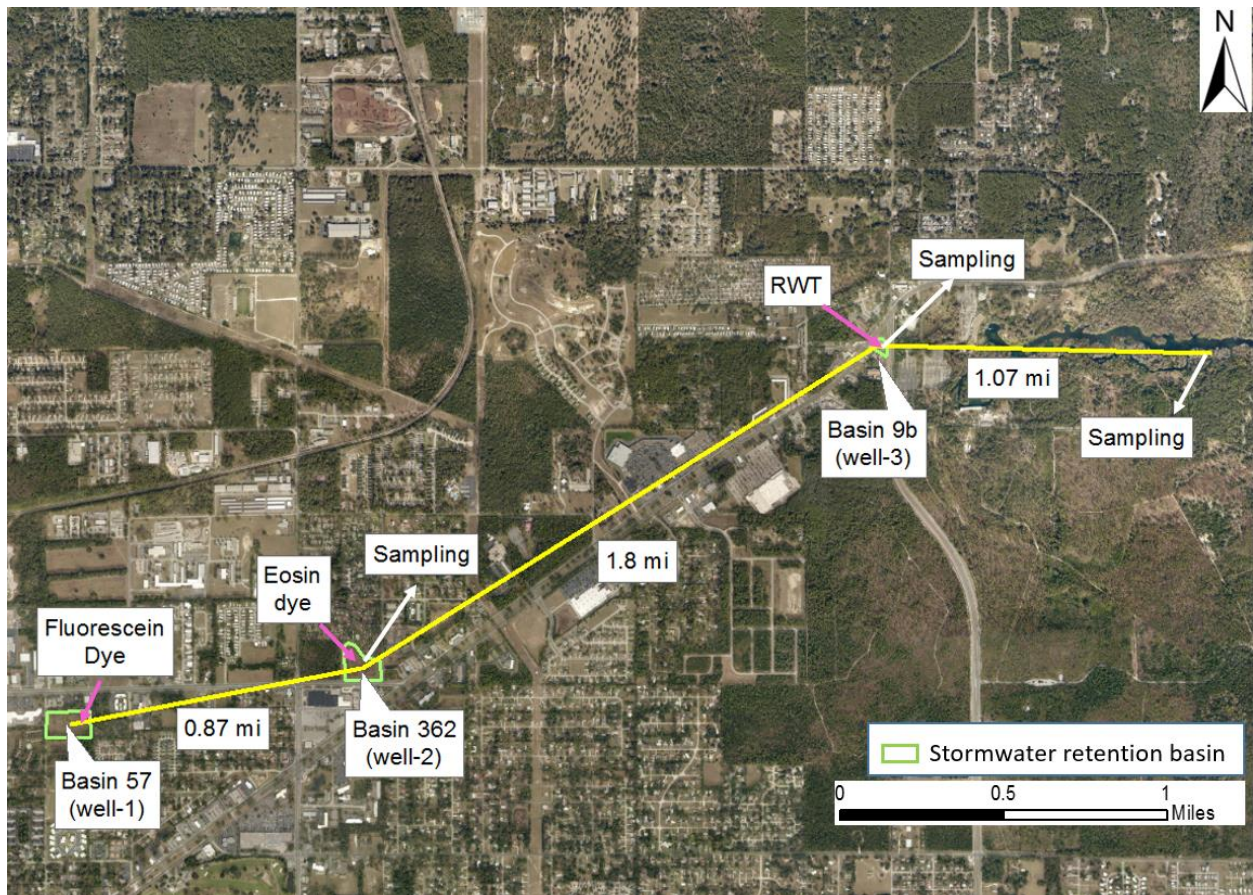 N
Sampling
RWT
1.07 mi
Basin 9b
(well-3)
Sampling
Sampling
1.8 mi
Eosin
dye
Fluorescein
Dye
0.87 mi
Basin 362
(well-2)
Basin 57
(well-1)
Stormwater retention basin
0 0.5 1
Miles